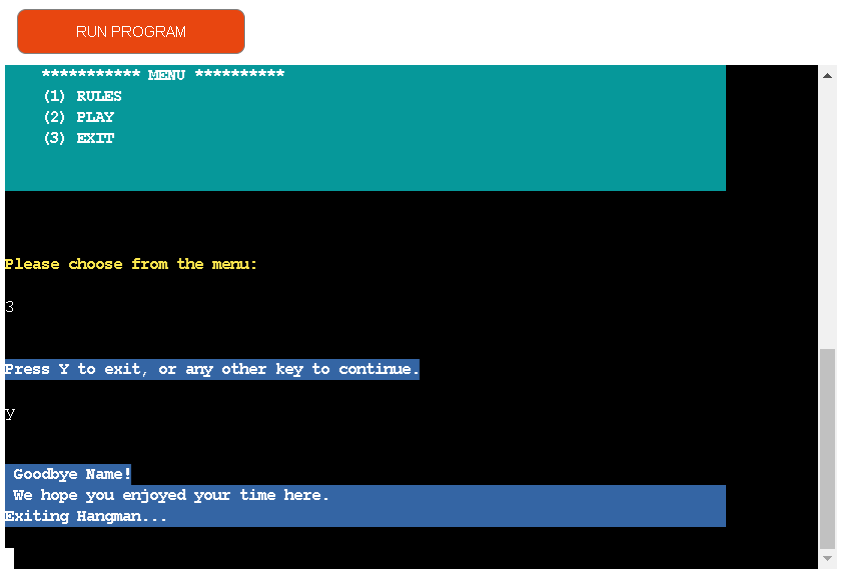 RUN PROGRAM
*********** MENU **********
(1) RULES
(2) PLAY
(3) EXIT
Please choose from the menu:
3
Press Y to exit, or any other key to continue.
y
Goodbye Name!
We hope you enjoyed your time here.
Exiting Hangman...